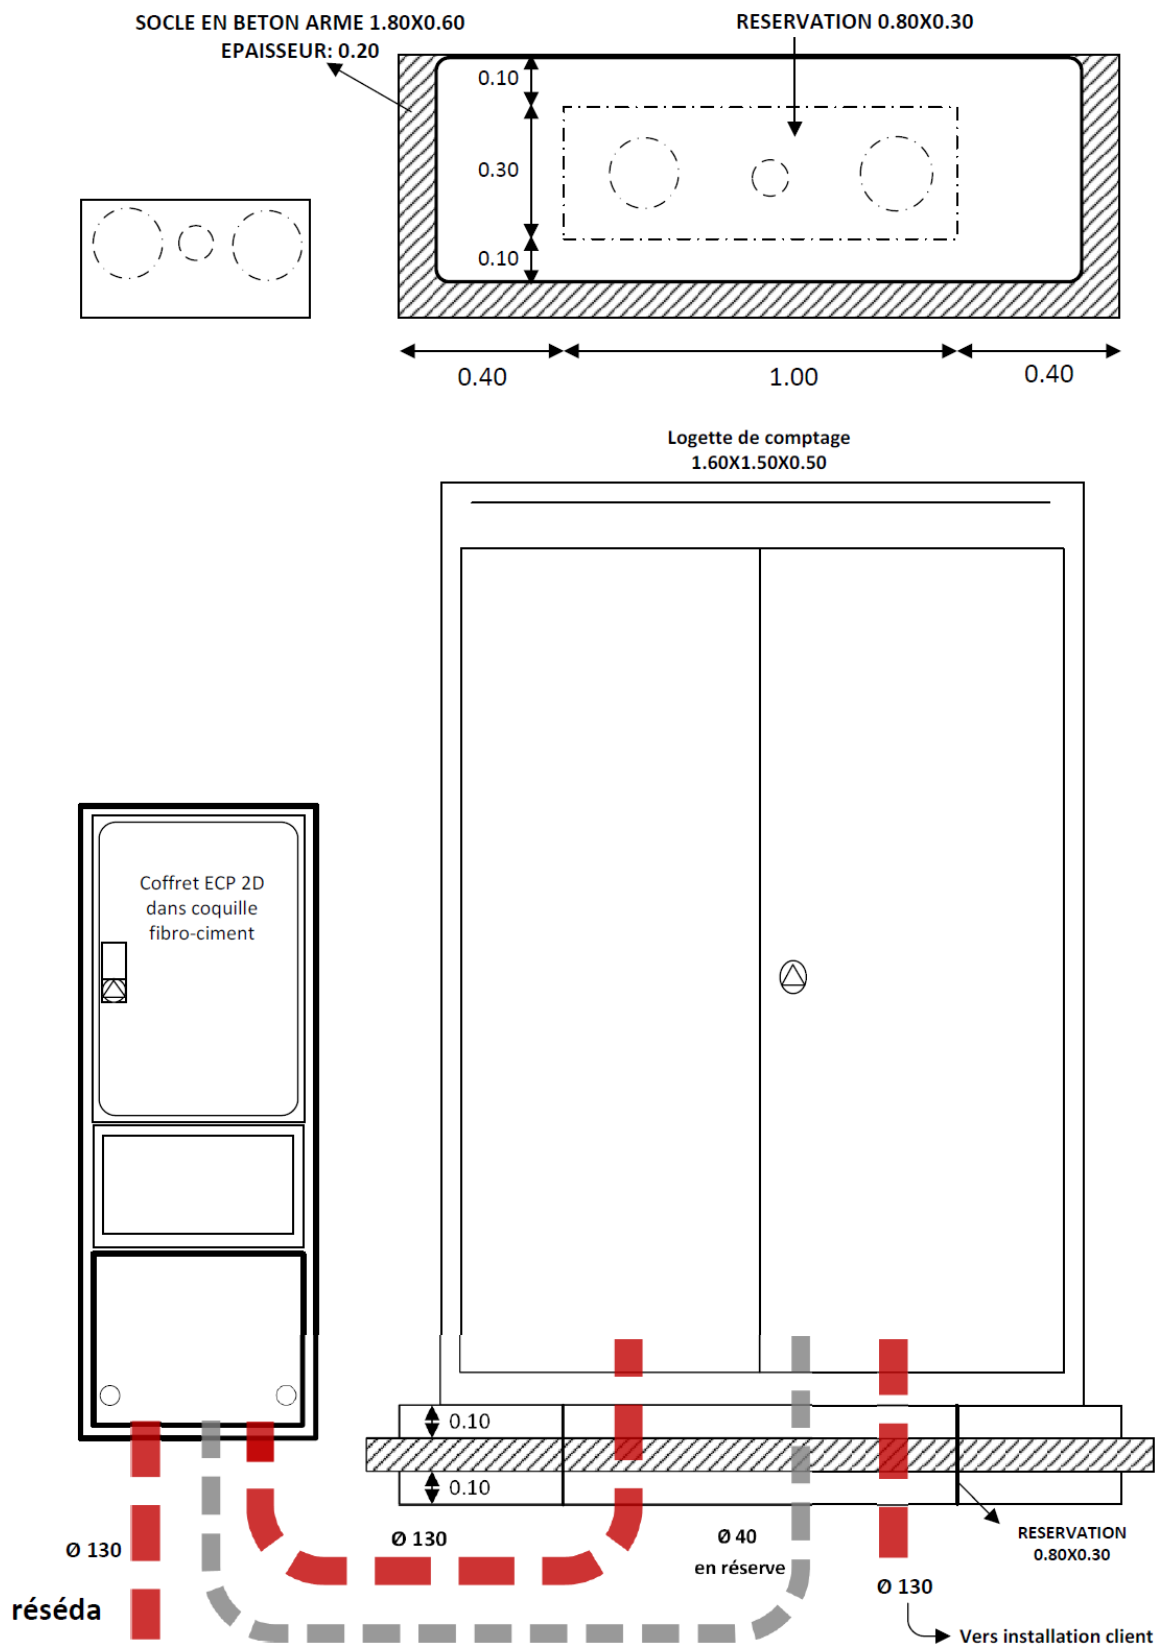 SOCLE EN BETON ARME 1.80X0.60
EPAISSEUR: 0.20
RESERVATION 0.80X0.30
0.10
0.30
0.10
0.40
1.00
0.40
Logette de comptage
1.60X1.50X0.50
Coffret ECP 2D
dans coquille
fibro-ciment
0.10
0.10
Ø 130
Ø 130
Ø 40
en réserve
RESERVATION
0.80X0.30
Ø 130
réséda
Vers installation client